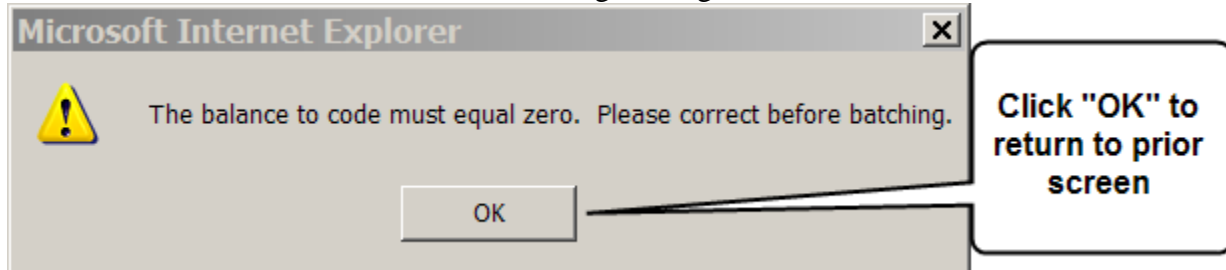 Microsoft Internet Explorer
The balance to code must equal zero.  Please correct before batching.
OK
Click "OK" to
return to prior
screen